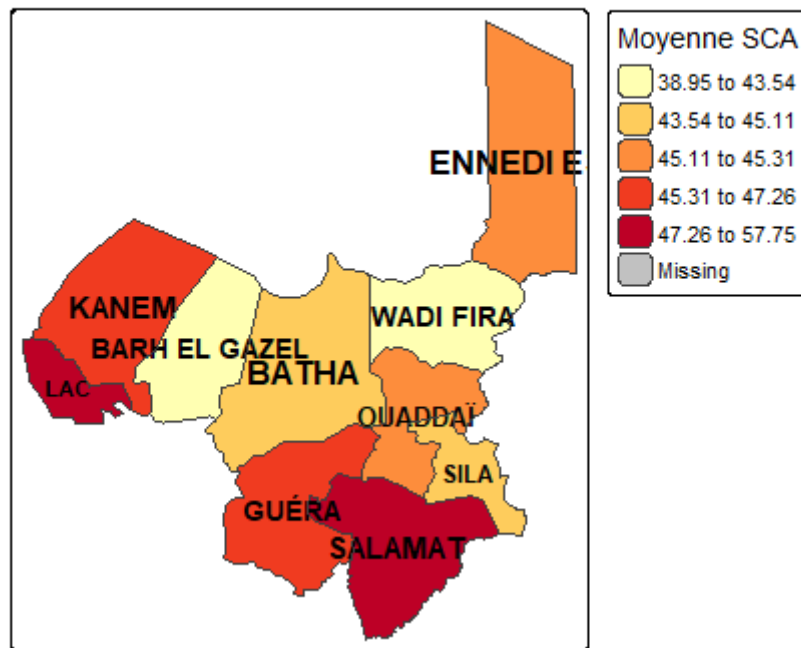 Moyenne SCA
38.95 to 43.54
43.54 to 45.11
45.11 to 45.31
45.31 to 47.26
47.26 to 57.75
Missing
ENNEDI E
KANEM
WADI FIRA
BARH EL GAZEL
BATHA
LAC
OUADDAÏ
SILA
GUÉRA
SALAMAT